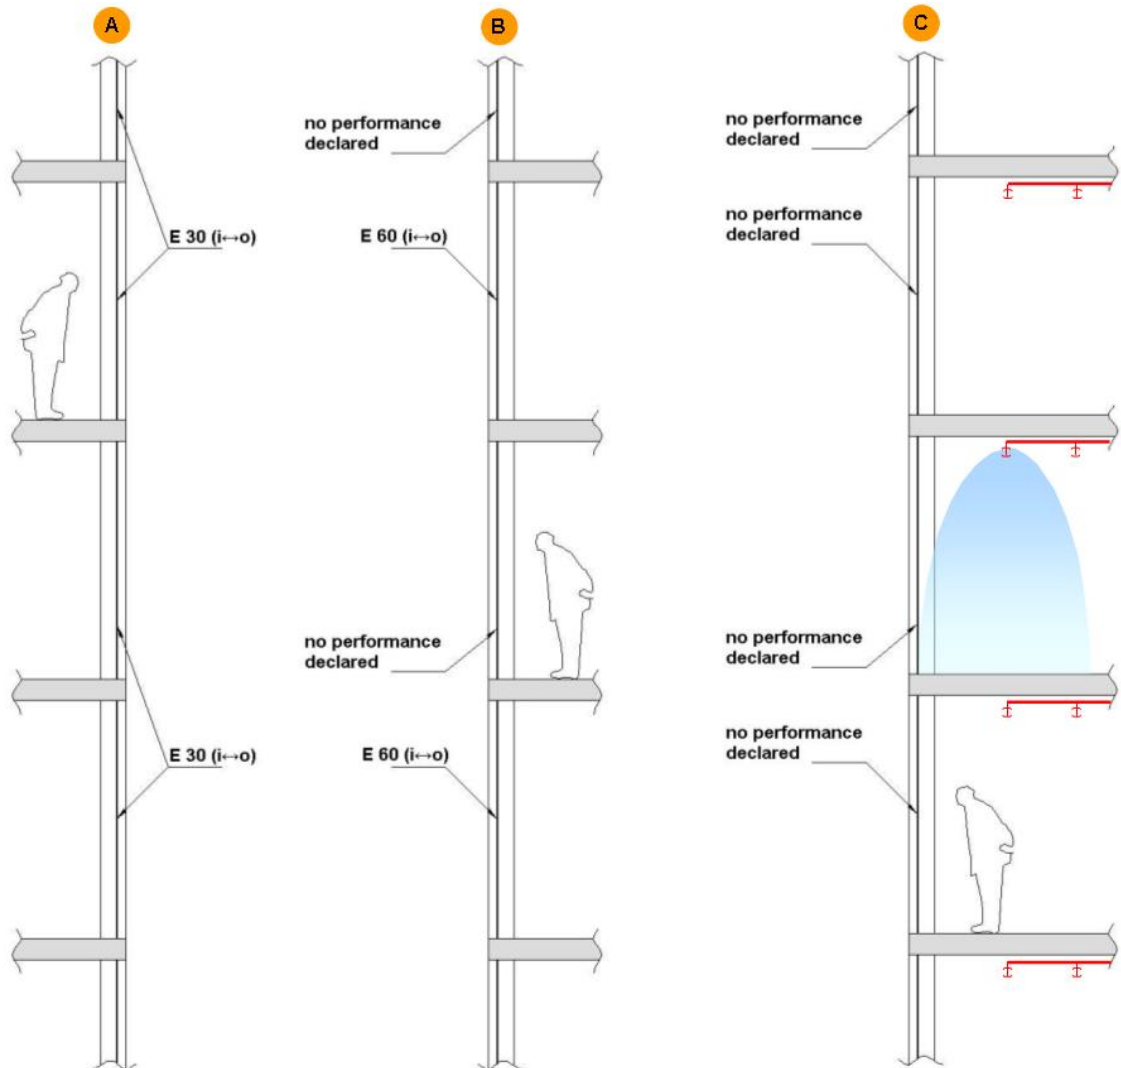 A
E 30 (i↔o)
E 30 (i↔o)
B
no performance
declared
E 60 (i↔o)
no performance
declared
E 60 (i↔o)
C
no performance
declared
no performance
declared
no performance
declared
no performance
declared